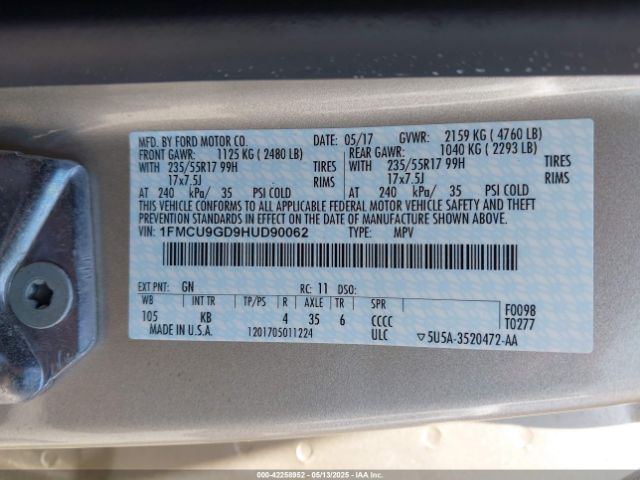 MFD. BY FORD MOTOR CO. DATE: 05/17 GVWR: 2159 KG ( 4760 LB)
FRONT GAWR: 1125 KG ( 2480 LB) REAR GAWR: 1040 KG ( 2293 LB)
WITH 235/55R17 99H TIRES WITH 235/55R17 99H TIRES
17x7.5J RIMS 17x7.5J RIMS
AT 240 kPa/ 35 PSI COLD AT 240 kPa/ 35 PSI COLD
THIS VEHICLE CONFORMS TO ALL APPLICABLE FEDERAL MOTOR VEHICLE SAFETY AND THEFT
PREVENTION STANDARDS IN EFFECT ON THE DATE OF MANUFACTURE SHOWN ABOVE.
VIN: 1FMCU9GD9HUD90062 TYPE: MPV
EXT PNT: GN RC: 11 DSO:
WB INT TR TP/PS R AXLE TR SPR F0098
105 KB 4 35 6 CCCC T0277
MADE IN U.S.A. 1201705011224 ULC 5U5A-3520472-AA
000-42258952 - 05/13/2025 - Copyright IAAI, Inc.